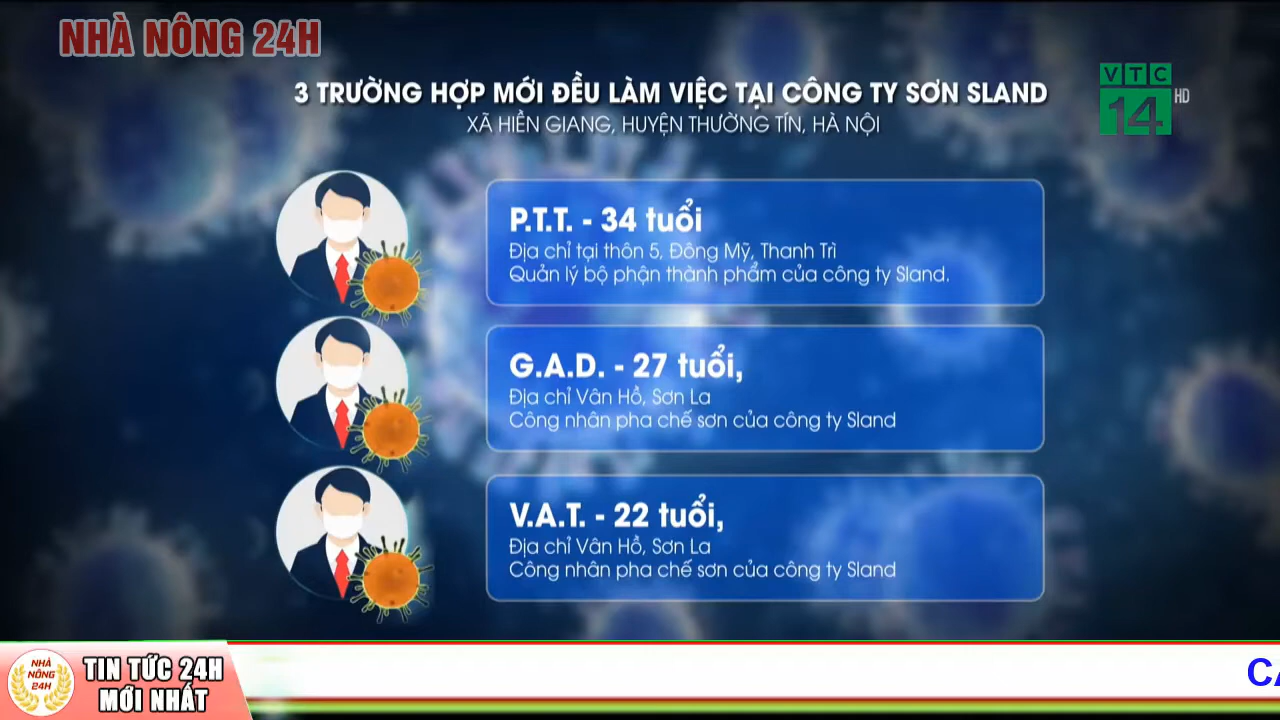 NHÀ NÔNG 24H
3 TRƯỜNG HỢP MỚI ĐỀU LÀM VIỆC TẠI CÔNG TY SƠN SLAND
XÃ HIỀN GIANG, HUYỆN THƯỜNG TÍN, HÀ NỘI
VTC
14 HD
P.T.T. - 34 tuổi
Địa chỉ tại thôn 5, Đông Mỹ, Thanh Trì
Quản lý bộ phận thành phẩm của công ty Sland.
G.A.D. - 27 tuổi,
Địa chỉ Vân Hồ, Sơn La
Công nhân pha chế sơn của công ty Sland
V.A.T. - 22 tuổi,
Địa chỉ Vân Hồ, Sơn La
Công nhân pha chế sơn của công ty Sland
NHÀ
NÔNG
24H
TIN TỨC 24H
MỚI NHẤT